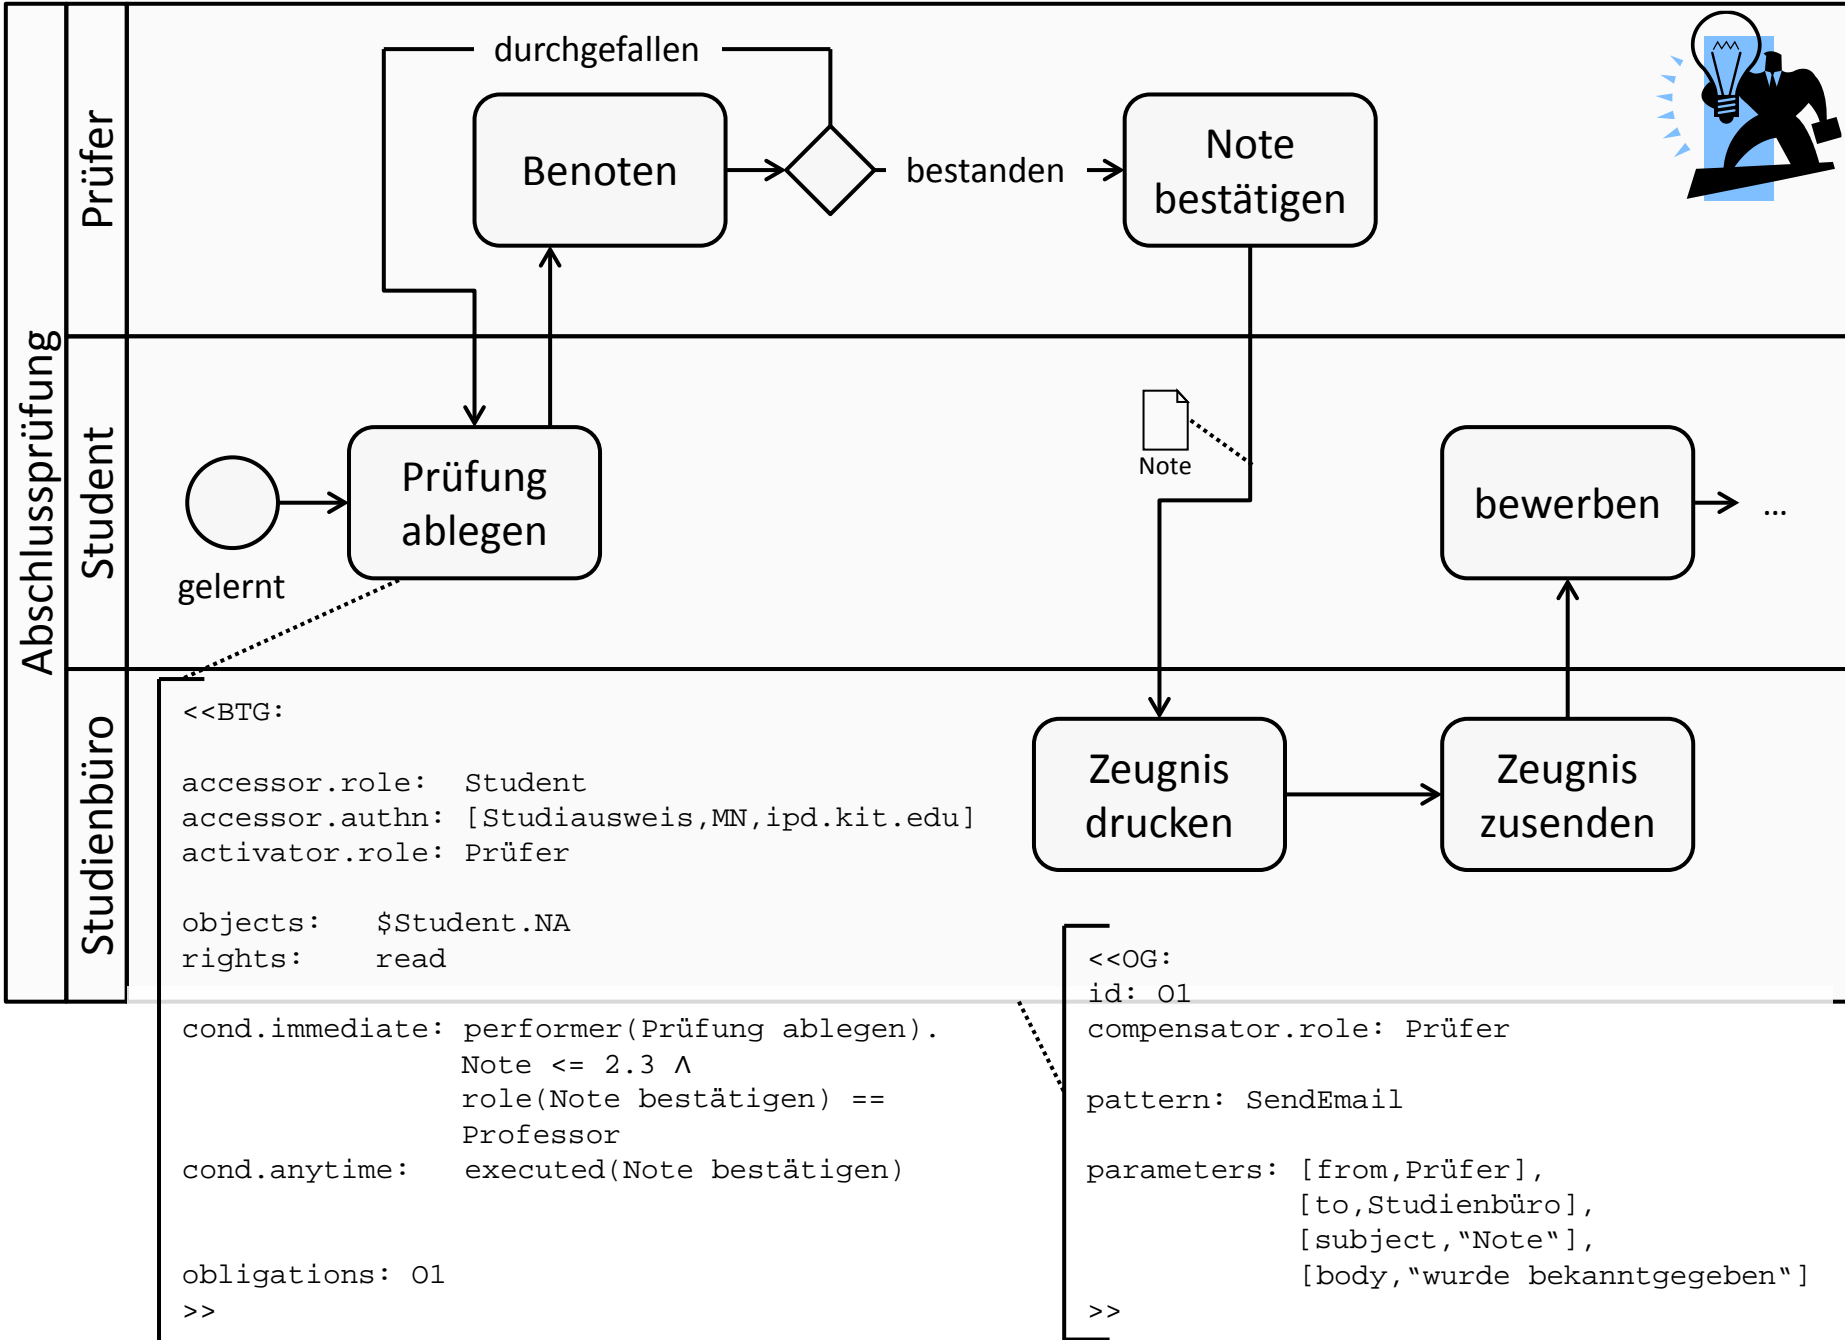 Abschlussprüfung
Prüfer
durchgefallen
Benoten
bestanden
Note
bestätigen
Student
gelernt
Prüfung
ablegen
Note
bewerben
...
Studienbüro
Zeugnis
drucken
Zeugnis
zusenden
<<BTG:
accessor.role: Student
accessor.authn: [Studiausweis,MN,ipd.kit.edu]
activator.role: Prüfer
objects: $Student.NA
rights: read
cond.immediate: performer(Prüfung ablegen).
Note <= 2.3 Λ
role(Note bestätigen) ==
Professor
cond.anytime: executed(Note bestätigen)
obligations: O1
>>
<<OG:
id: O1
compensator.role: Prüfer
pattern: SendEmail
parameters: [from,Prüfer],
[to,Studienbüro],
[subject,“Note“],
[body,“wurde bekanntgegeben“]
>>